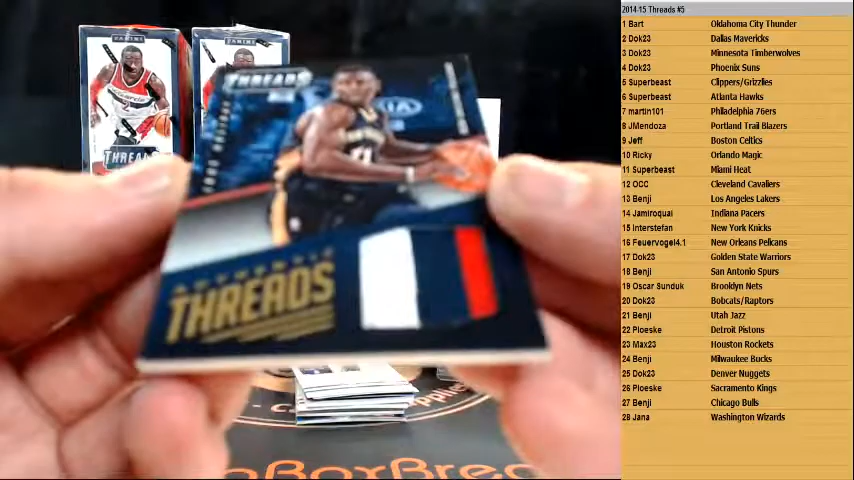 2014-15 Threads #5
1 Bart Oklahoma City Thunder
2 Dok23 Dallas Mavericks
3 Dok23 Minnesota Timberwolves
4 Dok23 Phoenix Suns
5 Superbeast Clippers/Grizzlies
6 Superbeast Atlanta Hawks
7 martin101 Philadelphia 76ers
8 JMendoza Portland Trail Blazers
9 Jeff Boston Celtics
10 Ricky Orlando Magic
11 Superbeast Miami Heat
12 OCC Cleveland Cavaliers
13 Benji Los Angeles Lakers
14 Jamiroquai Indiana Pacers
15 Interstefan New York Knicks
16 Feuervogel4.1 New Orleans Pelicans
17 Dok23 Golden State Warriors
18 Benji San Antonio Spurs
19 Oscar Sunduk Brooklyn Nets
20 Dok23 Bobcats/Raptors
21 Benji Utah Jazz
22 Ploeske Detroit Pistons
23 Max23 Houston Rockets
24 Benji Milwaukee Bucks
25 Dok23 Denver Nuggets
26 Ploeske Sacramento Kings
27 Benji Chicago Bulls
28 Jana Washington Wizards
PANINI
PANINI
THREADS
THREADS
KIA
AUTHENTIC
THREADS
BoxBrea